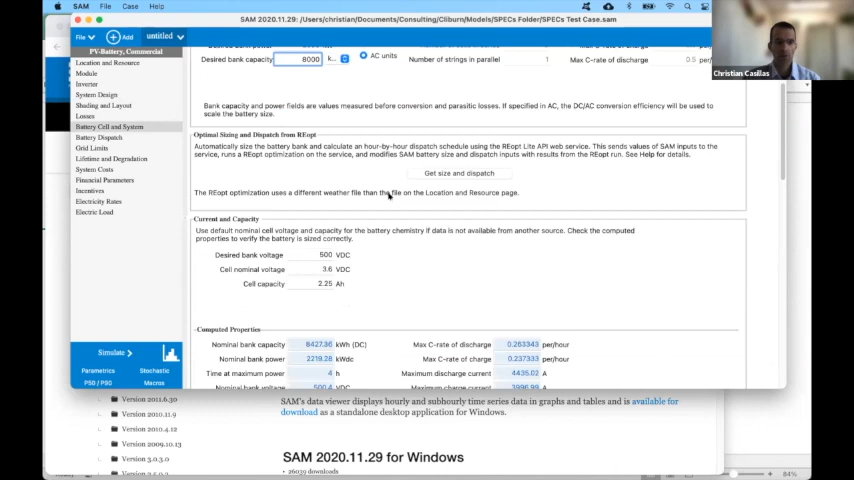 SAM File Case Help
SAM 2020.11.29: /Users/christian/Documents/Consulting/Cliburn/Models/SPECs Folder/SPECs Test Case.sam
File Add untitled
PV-Battery, Commercial
Location and Resource
Module
Inverter
System Design
Shading and Layout
Losses
Battery Cell and System
Battery Dispatch
Grid Limits
Lifetime and Degradation
System Costs
Financial Parameters
Incentives
Electricity Rates
Electric Load
Simulate
Parametrics Stochastic
P50 / P90 Macros
Desired bank capacity 8000 k... AC units Number of strings in parallel 1 Max C-rate of discharge 0.5 per/
Bank capacity and power fields are values measured before conversion and parasitic losses. If specified in AC, the DC/AC conversion efficiency will be used to
scale the battery size.
Optimal Sizing and Dispatch from REopt
Automatically size the battery bank and calculate an hour-by-hour dispatch schedule using the REopt Lite API web service. This sends values of SAM inputs to the
service, runs a REopt optimization on the service, and modifies SAM battery size and dispatch inputs with results from the REopt run. See Help for details.
Get size and dispatch
The REopt optimization uses a different weather file than the file on the Location and Resource page.
Current and Capacity
Use default nominal cell voltage and capacity for the battery chemistry if data is not available from another source. Check the computed
properties to verify the battery is sized correctly.
Desired bank voltage 500 VDC
Cell nominal voltage 3.6 VDC
Cell capacity 2.25 Ah
Computed Properties
Nominal bank capacity 8427.36 kWh (DC) Max C-rate of discharge 0.263343 per/hour
Nominal bank power 2219.28 kWdc Max C-rate of charge 0.237333 per/hour
Time at maximum power 4 h Maximum discharge current 4435.02 A
Nominal bank voltage 500.4 VDC Maximum charge current 3996.99 A
Christian Casillas
Version 2011.6.30
Version 2010.11.9
Version 2010.4.12
Version 2009.10.13
Version 3.0.3.0
SAM's data viewer displays hourly and subhourly time series data in graphs and tables and is available for
download as a standalone desktop application for Windows.
SAM 2020.11.29 for Windows
• 26039 downloads
84%